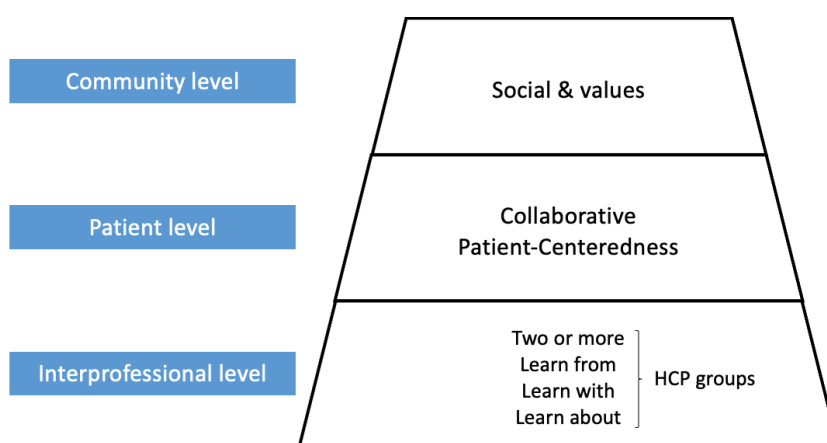 Community level
Social & values
Patient level
Collaborative
Patient-Centeredness
Interprofessional level
Two or more
Learn from
Learn with
Learn about
HCP groups